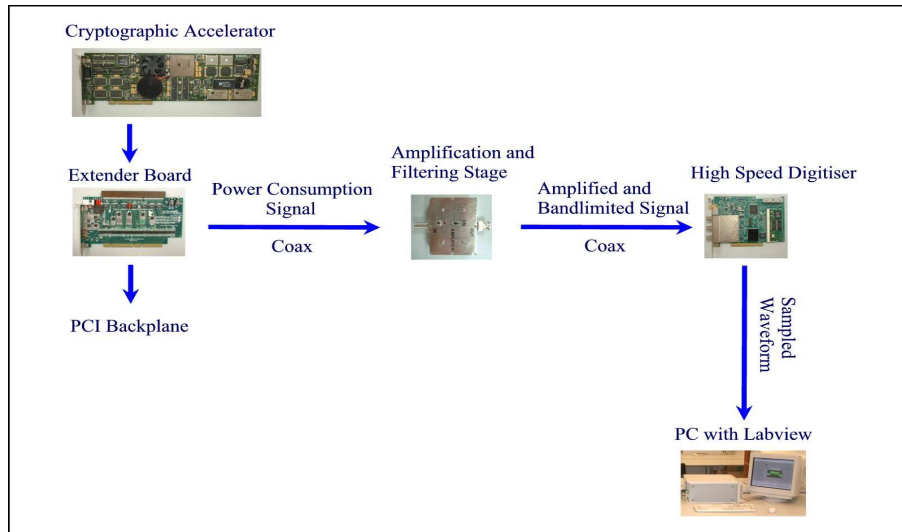 Cryptographic Accelerator
Extender Board
Power Consumption
Signal
Coax
PCI Backplane
Amplification and
Filtering Stage
Amplified and
Bandlimited Signal
Coax
High Speed Digitiser
Sampled
Waveform
PC with Labview